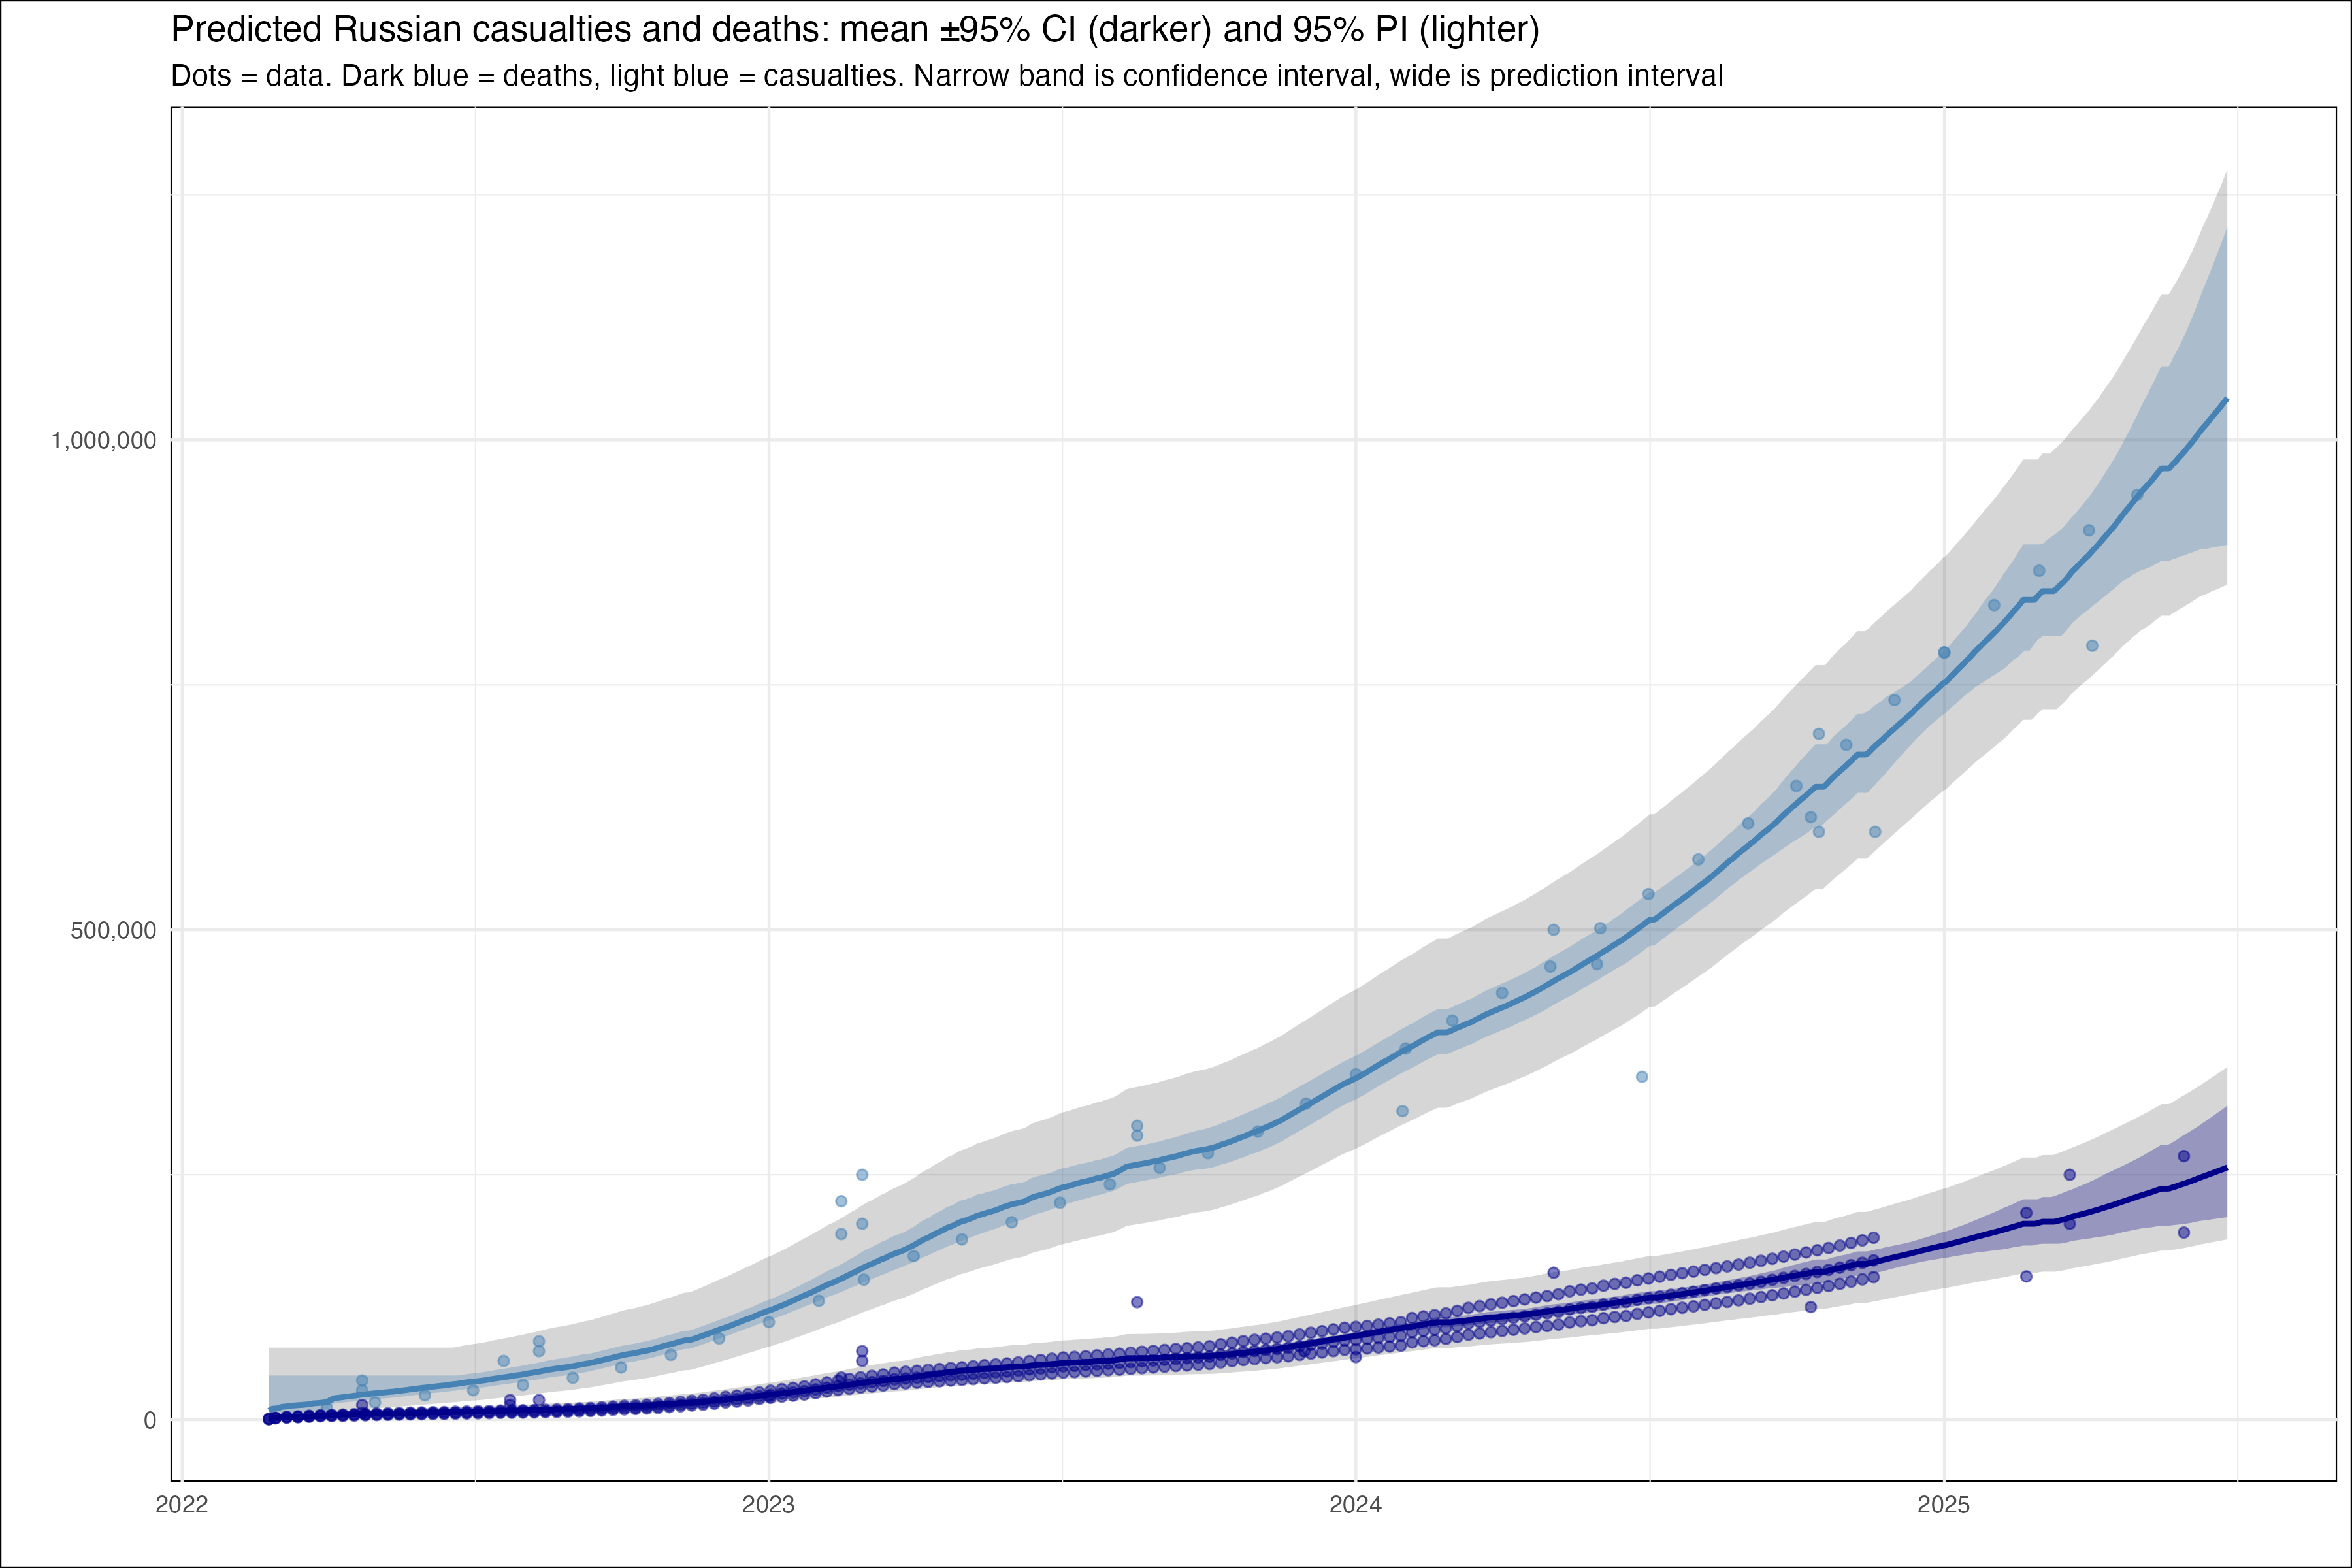 Predicted Russian casualties and deaths: mean ±95% CI (darker) and 95% PI (lighter)
Dots = data. Dark blue = deaths, light blue = casualties. Narrow band is confidence interval, wide is prediction interval
1,000,000
500,000
0
2022 2023 2024 2025